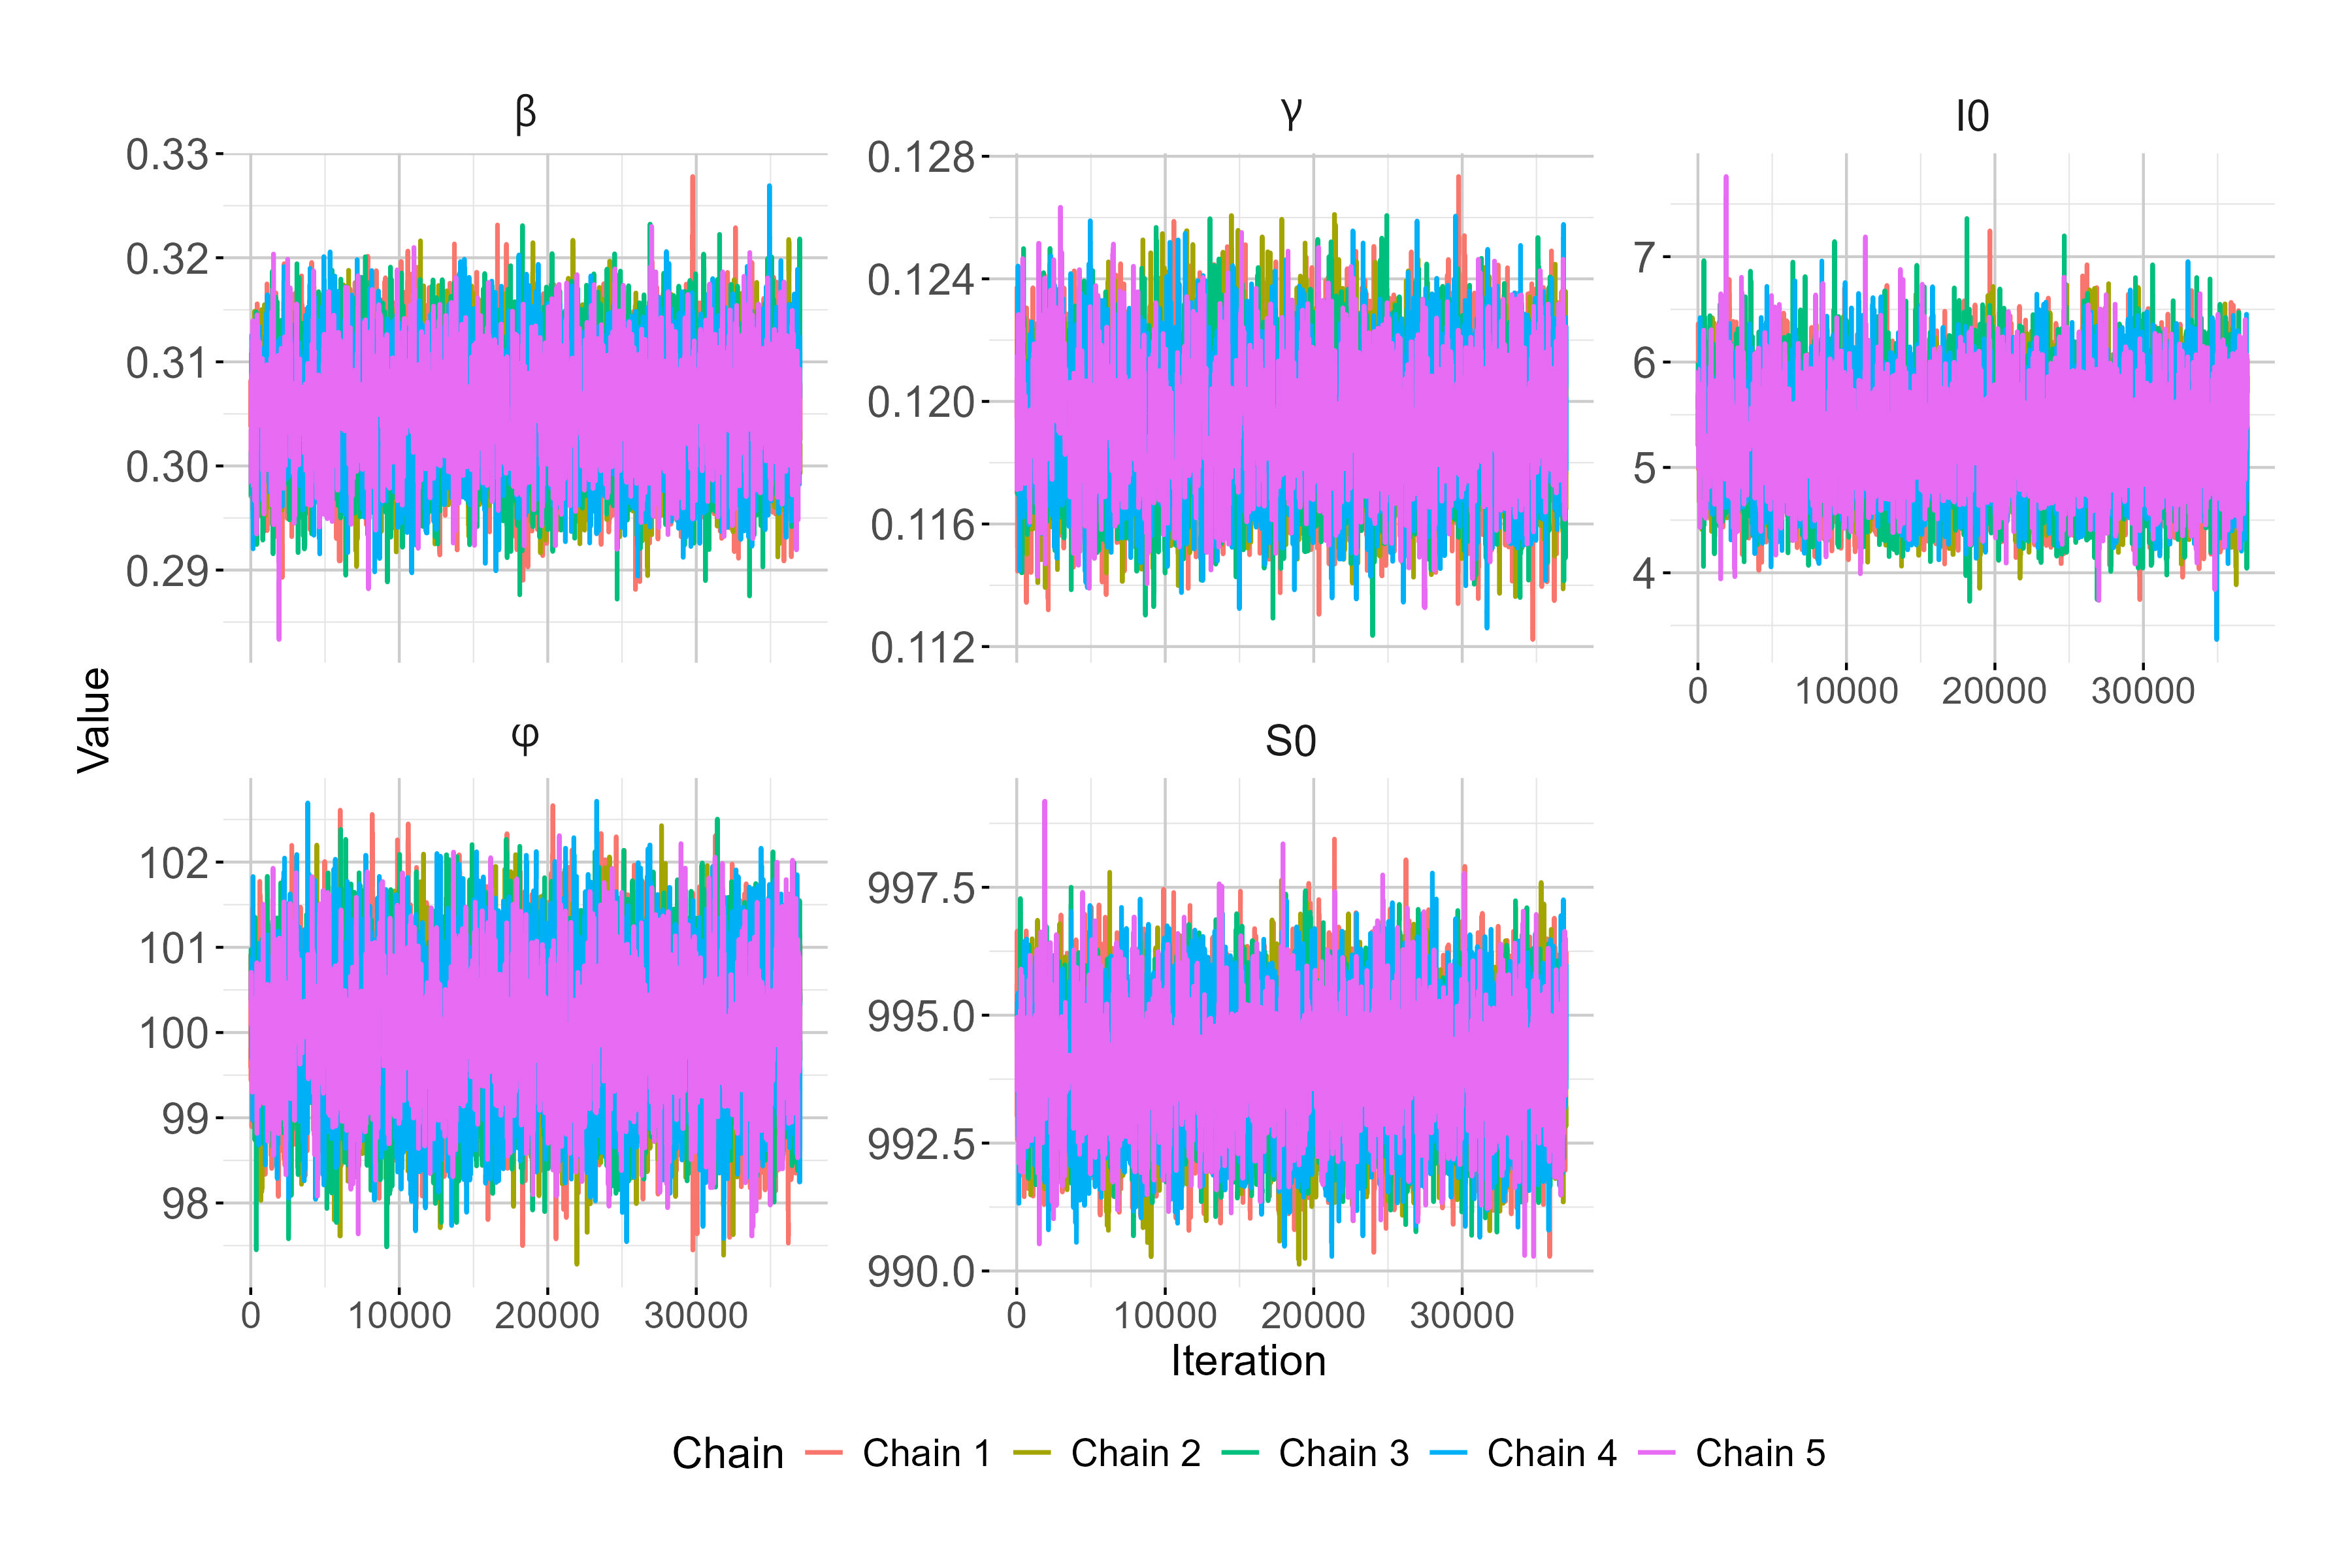 β
0.33
0.32
0.31
0.30
0.29
γ
0.128
0.124
0.120
0.116
0.112
I0
7
6
5
4
0 10000 20000 30000
Value
φ
102
101
100
99
98
0 10000 20000 30000
S0
997.5
995.0
992.5
990.0
0 10000 20000 30000
Iteration
Chain Chain 1 Chain 2 Chain 3 Chain 4 Chain 5